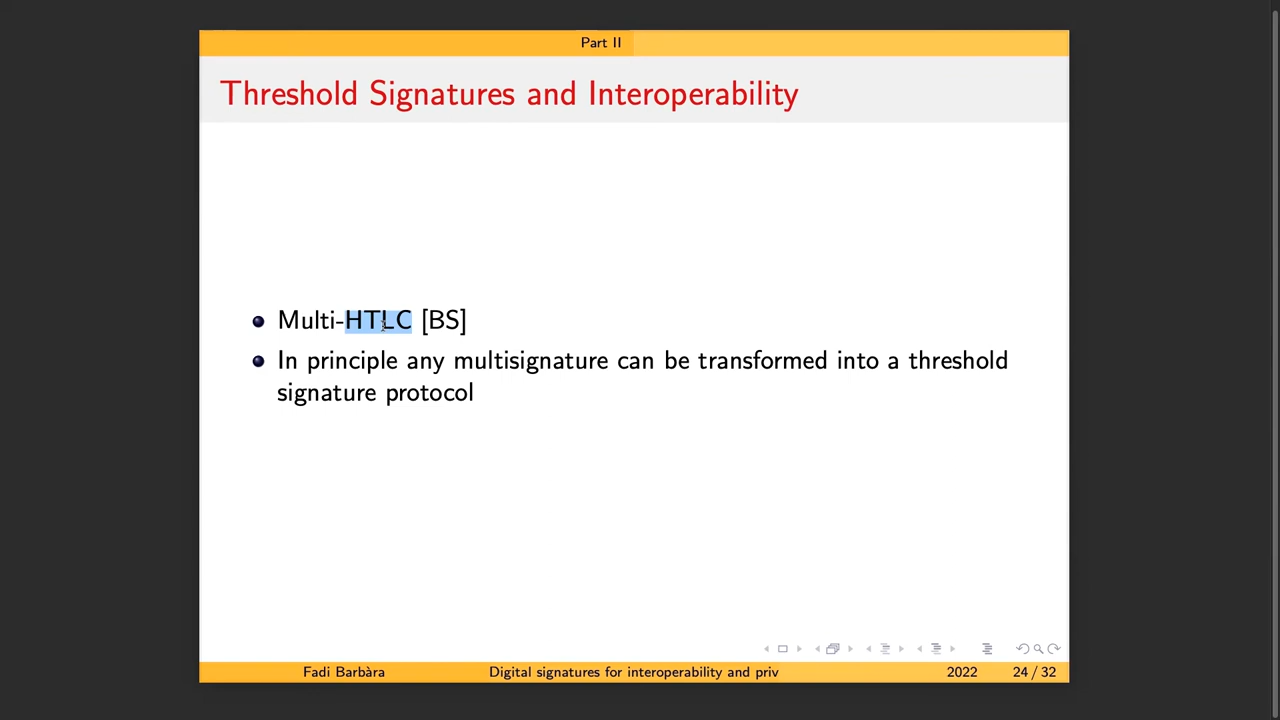 Part II
Threshold Signatures and Interoperability
Multi-HTLC [BS]
In principle any multisignature can be transformed into a threshold
signature protocol
Fadi Barbàra Digital signatures for interoperability and priv 2022 24 / 32